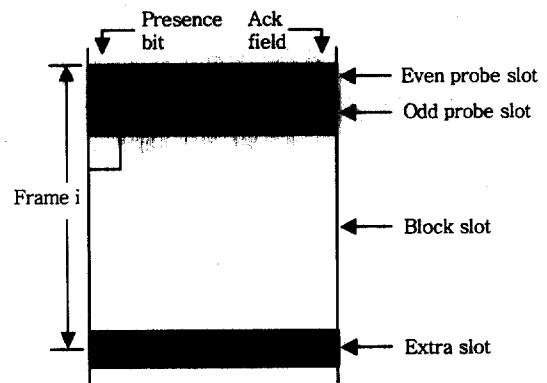 Presence bit
Ack field
Even probe slot
Odd probe slot
Frame i
Block slot
Extra slot